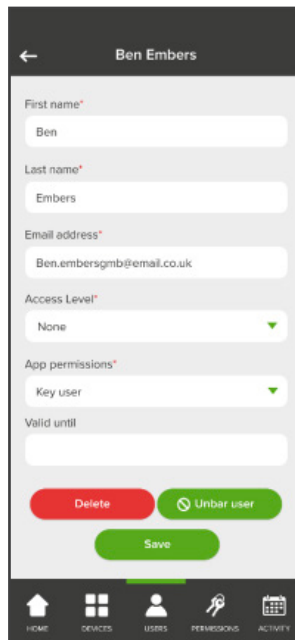 Ben Embers
First name*
Ben
Last name*
Embers
Email address*
Ben.embersgmb@email.co.uk
Access Level*
None
App permissions*
Key user
Valid until
Delete
Unbar user
Save
HOME
DEVICES
USERS
PERMISSIONS
ACTIVITY